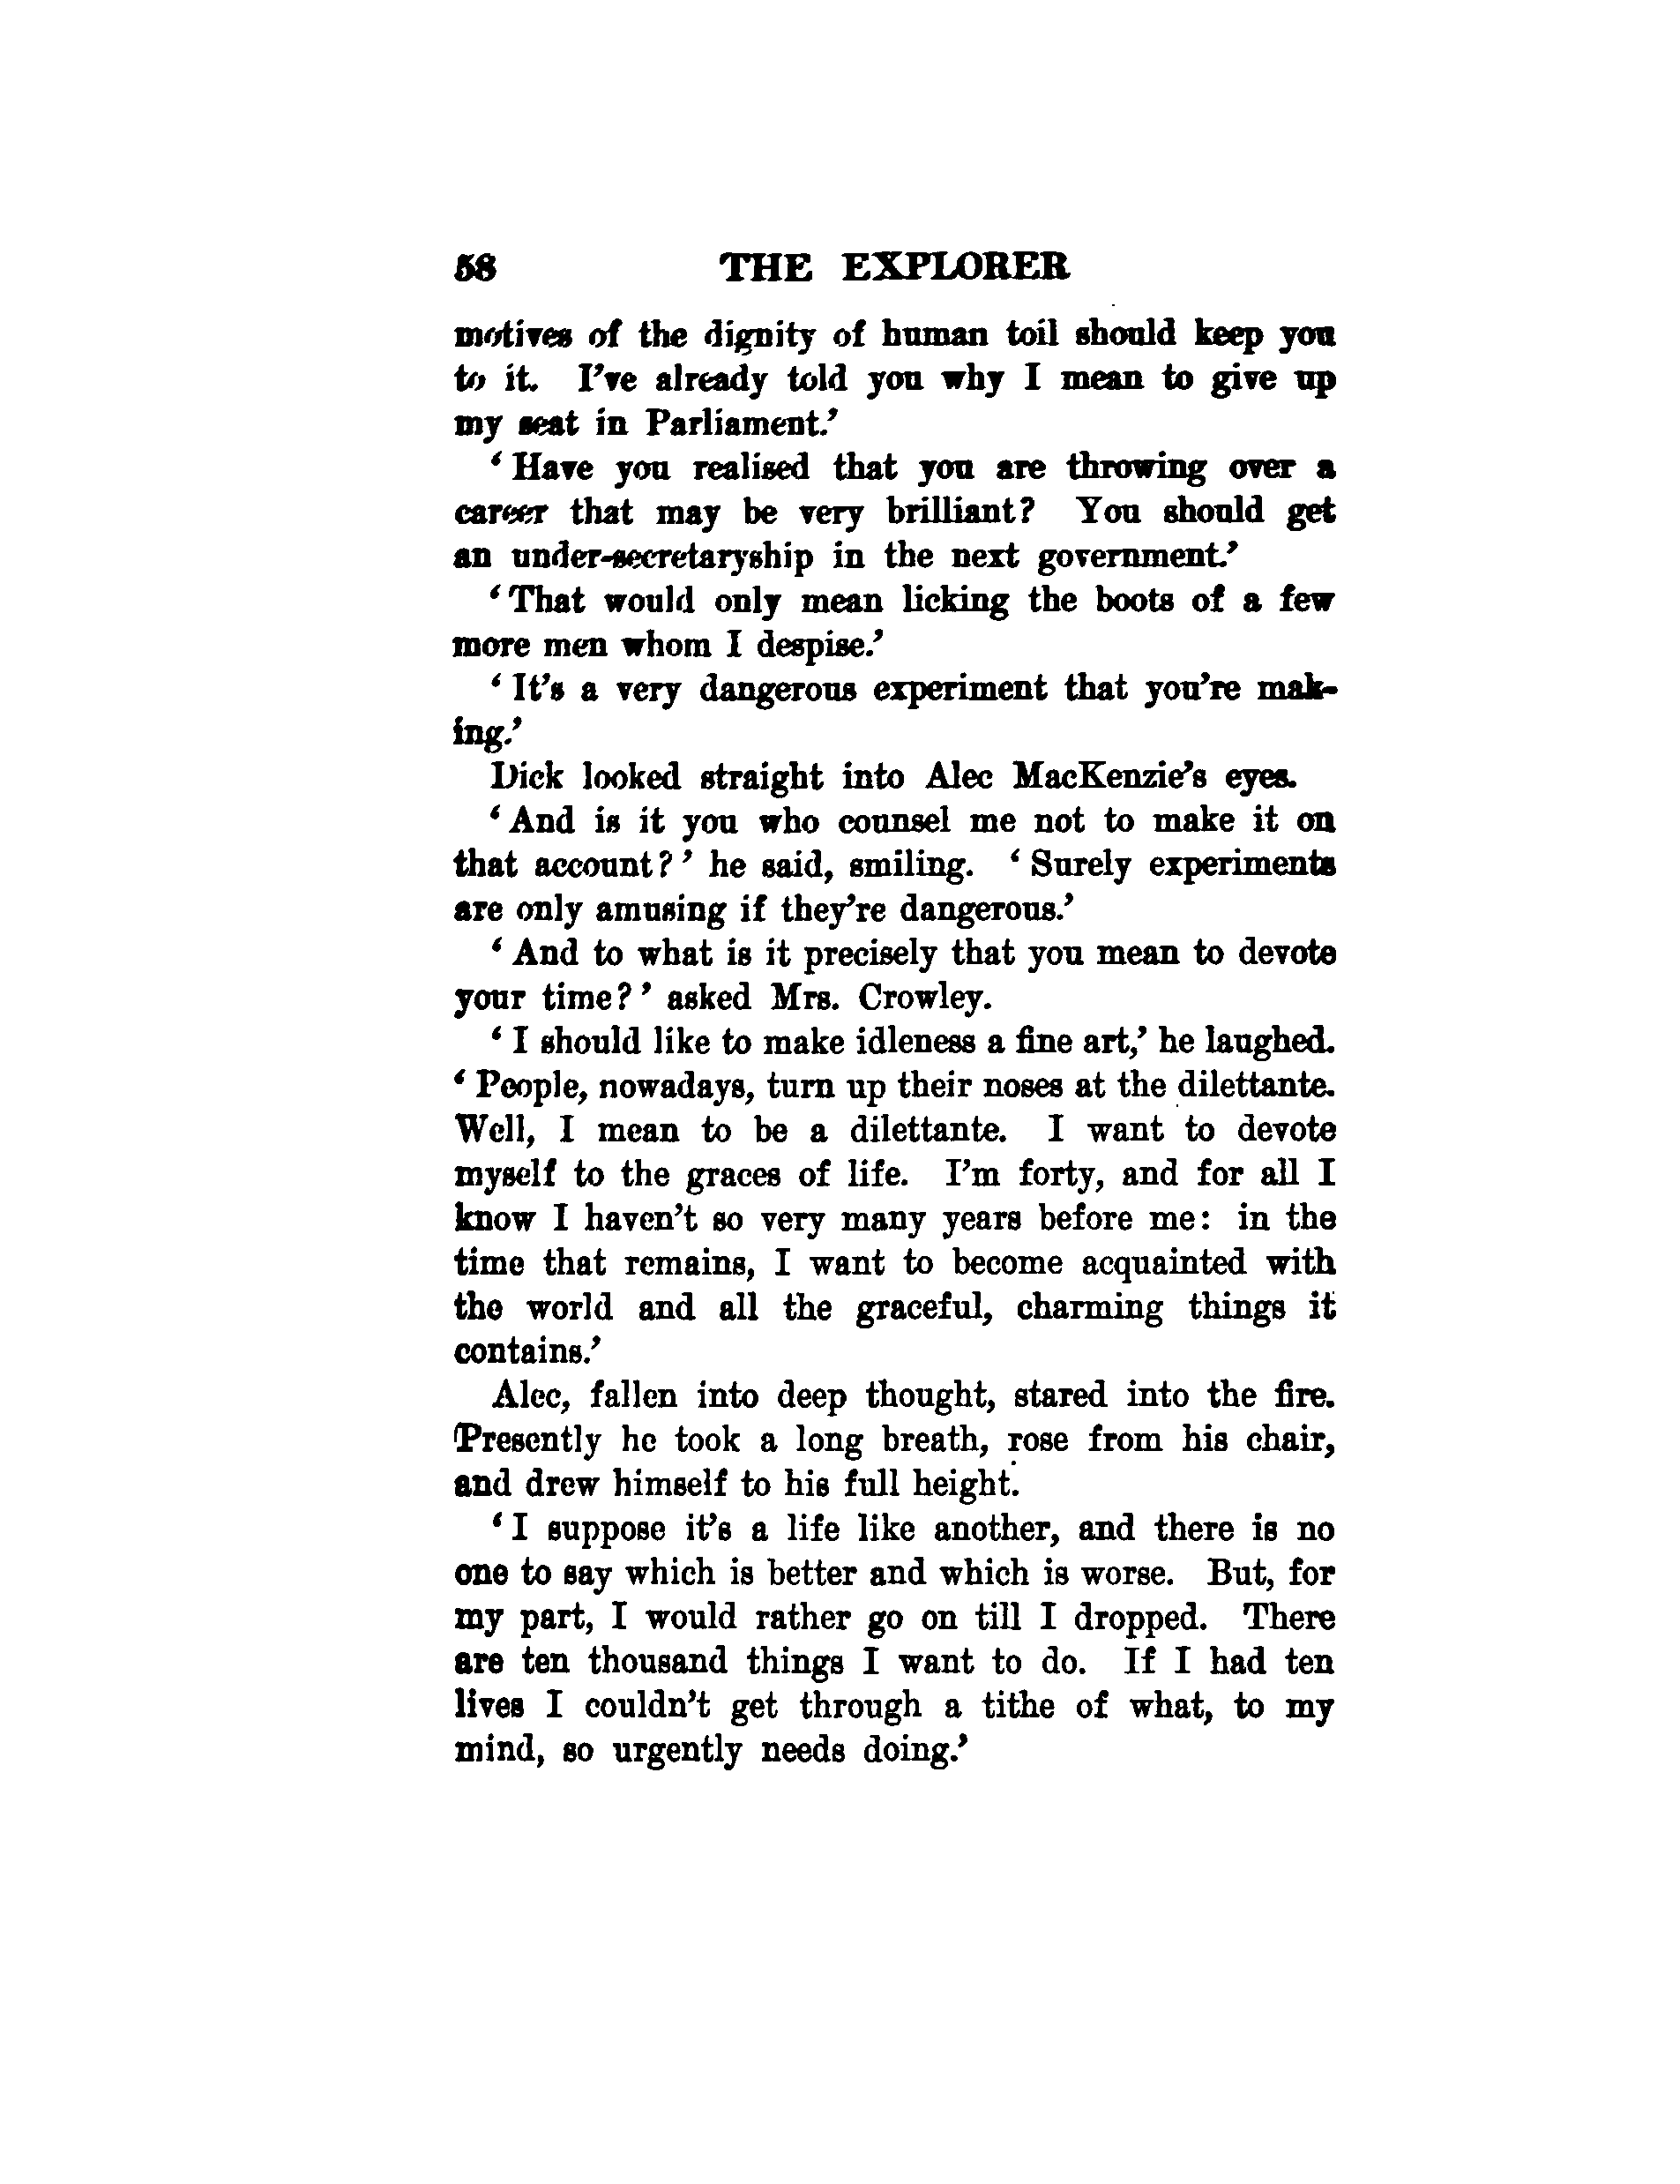 58 THE EXPLORER
motives of the dignity of human toil should keep you
to it. I've already told you why I mean to give up
my seat in Parliament.'
‘Have you realised that you are throwing over a
career that may be very brilliant? You should get
an under-secretaryship in the next government.’
‘That would only mean licking the boots of a few
more men whom I despise.’
‘It’s a very dangerous experiment that you’re mak-
ing.’
Dick looked straight into Alec MacKenzie’s eyes.
‘And is it you who counsel me not to make it on
that account?’ he said, smiling. ‘Surely experiments
are only amusing if they’re dangerous.’
‘And to what is it precisely that you mean to devote
your time?’ asked Mrs. Crowley.
‘I should like to make idleness a fine art,’ he laughed.
‘People, nowadays, turn up their noses at the dilettante.
Well, I mean to be a dilettante. I want to devote
myself to the graces of life. I’m forty, and for all I
know I haven’t so very many years before me: in the
time that remains, I want to become acquainted with
the world and all the graceful, charming things it
contains.’
Alec, fallen into deep thought, stared into the fire.
Presently he took a long breath, rose from his chair,
and drew himself to his full height.
‘I suppose it’s a life like another, and there is no
one to say which is better and which is worse. But, for
my part, I would rather go on till I dropped. There
are ten thousand things I want to do. If I had ten
lives I couldn’t get through a tithe of what, to my
mind, so urgently needs doing.’